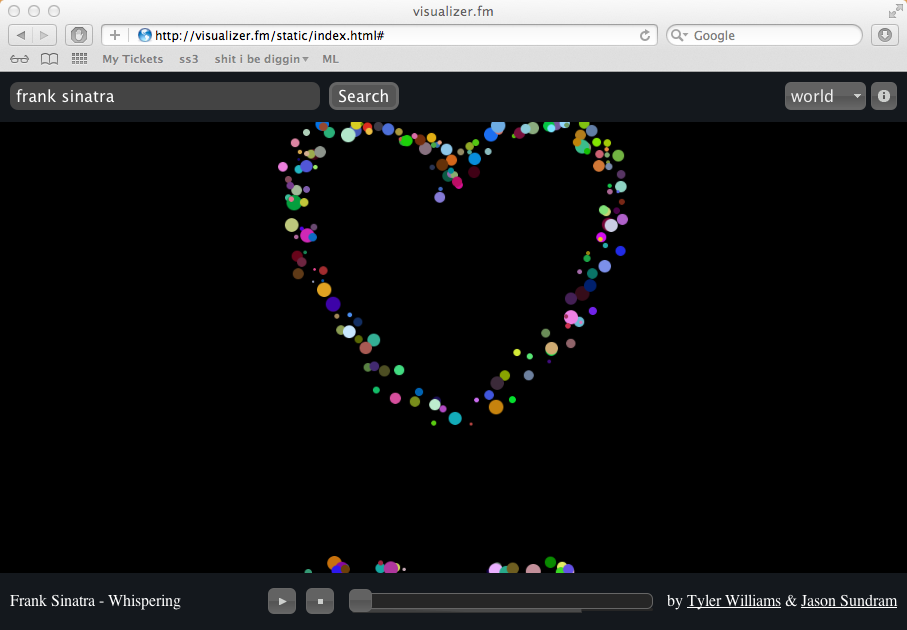 visualizer.fm
http://visualizer.fm/static/index.html#
Google
My Tickets ss3 shit i be diggin ML
frank sinatra Search world i
Frank Sinatra - Whispering by Tyler Williams & Jason Sundram